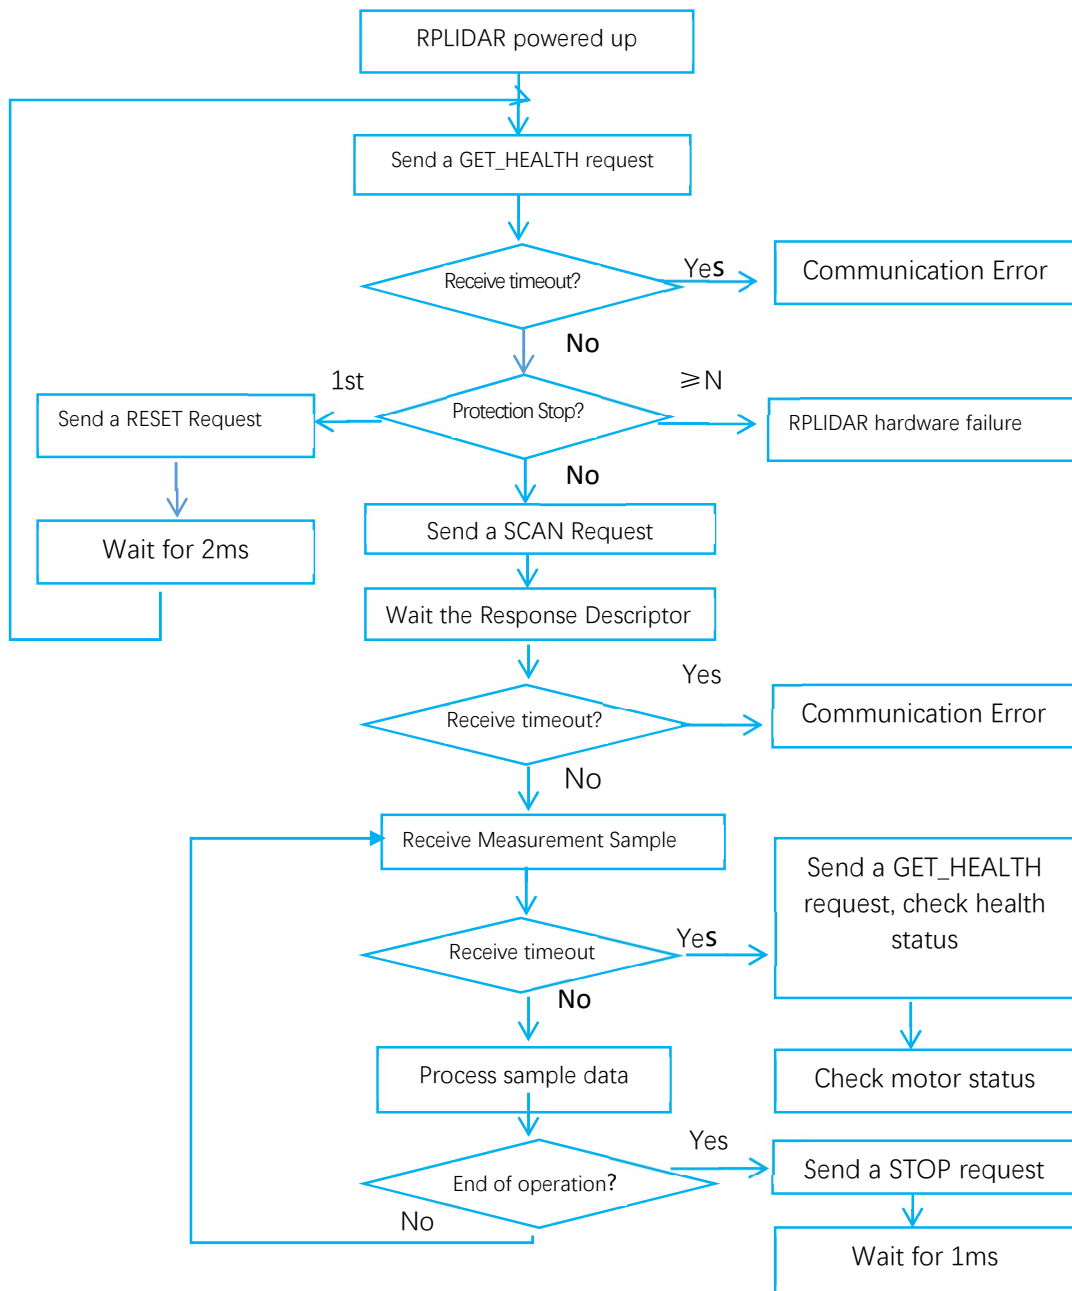 RPLIDAR powered up
Send a GET_HEALTH request
Receive timeout?
Yes
Communication Error
No
1st
≥N
Send a RESET Request
Protection Stop?
RPLIDAR hardware failure
No
Wait for 2ms
Send a SCAN Request
Wait the Response Descriptor
Yes
Receive timeout?
Communication Error
No
Receive Measurement Sample
Send a GET_HEALTH
request, check health
status
Receive timeout
Yes
No
Process sample data
Check motor status
Yes
End of operation?
Send a STOP request
No
Wait for 1ms